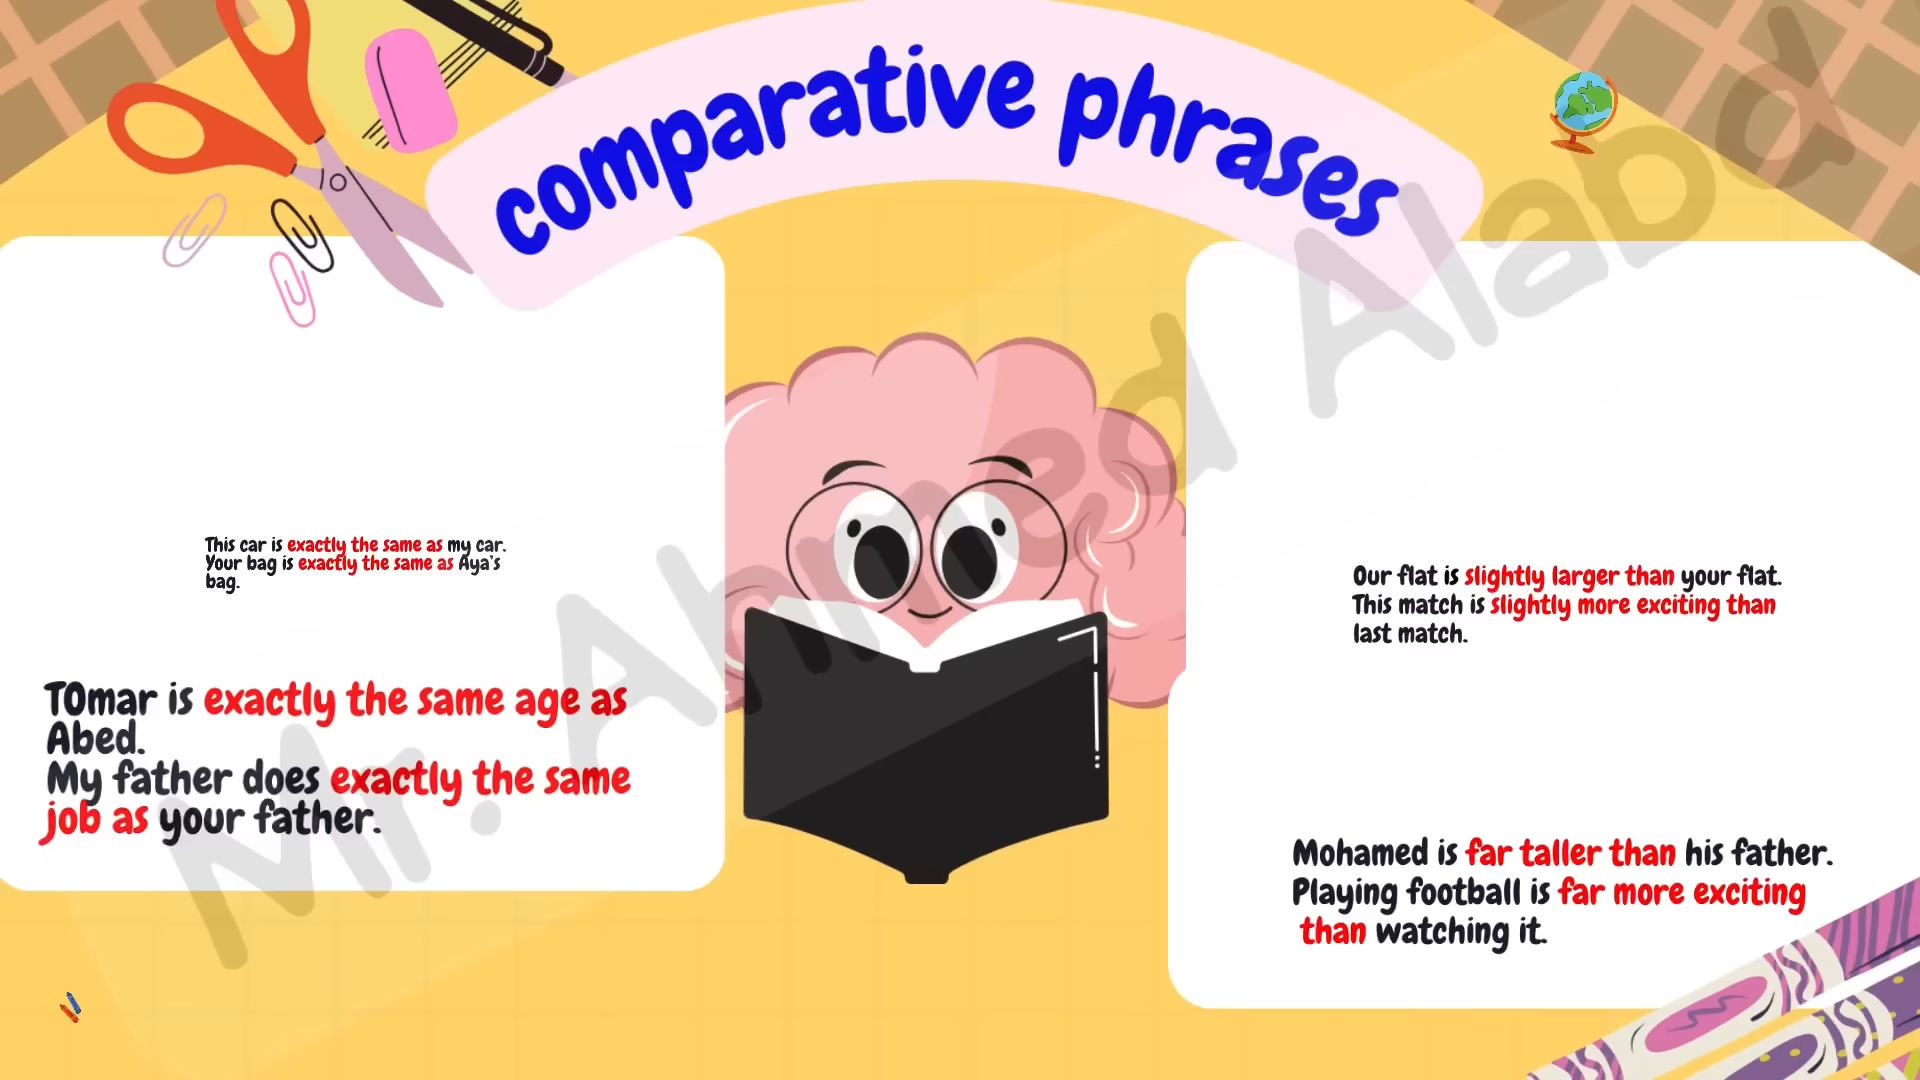 comparative phrases
This car is exactly the same as my car.
Your bag is exactly the same as Aya's
bag.
TOmar is exactly the same age as
Abed.
My father does exactly the same
job as your father.
Our flat is slightly larger than your flat.
This match is slightly more exciting than
last match.
Mohamed is far taller than his father.
Playing football is far more exciting
than watching it.
Mr. Ahmed Alabd